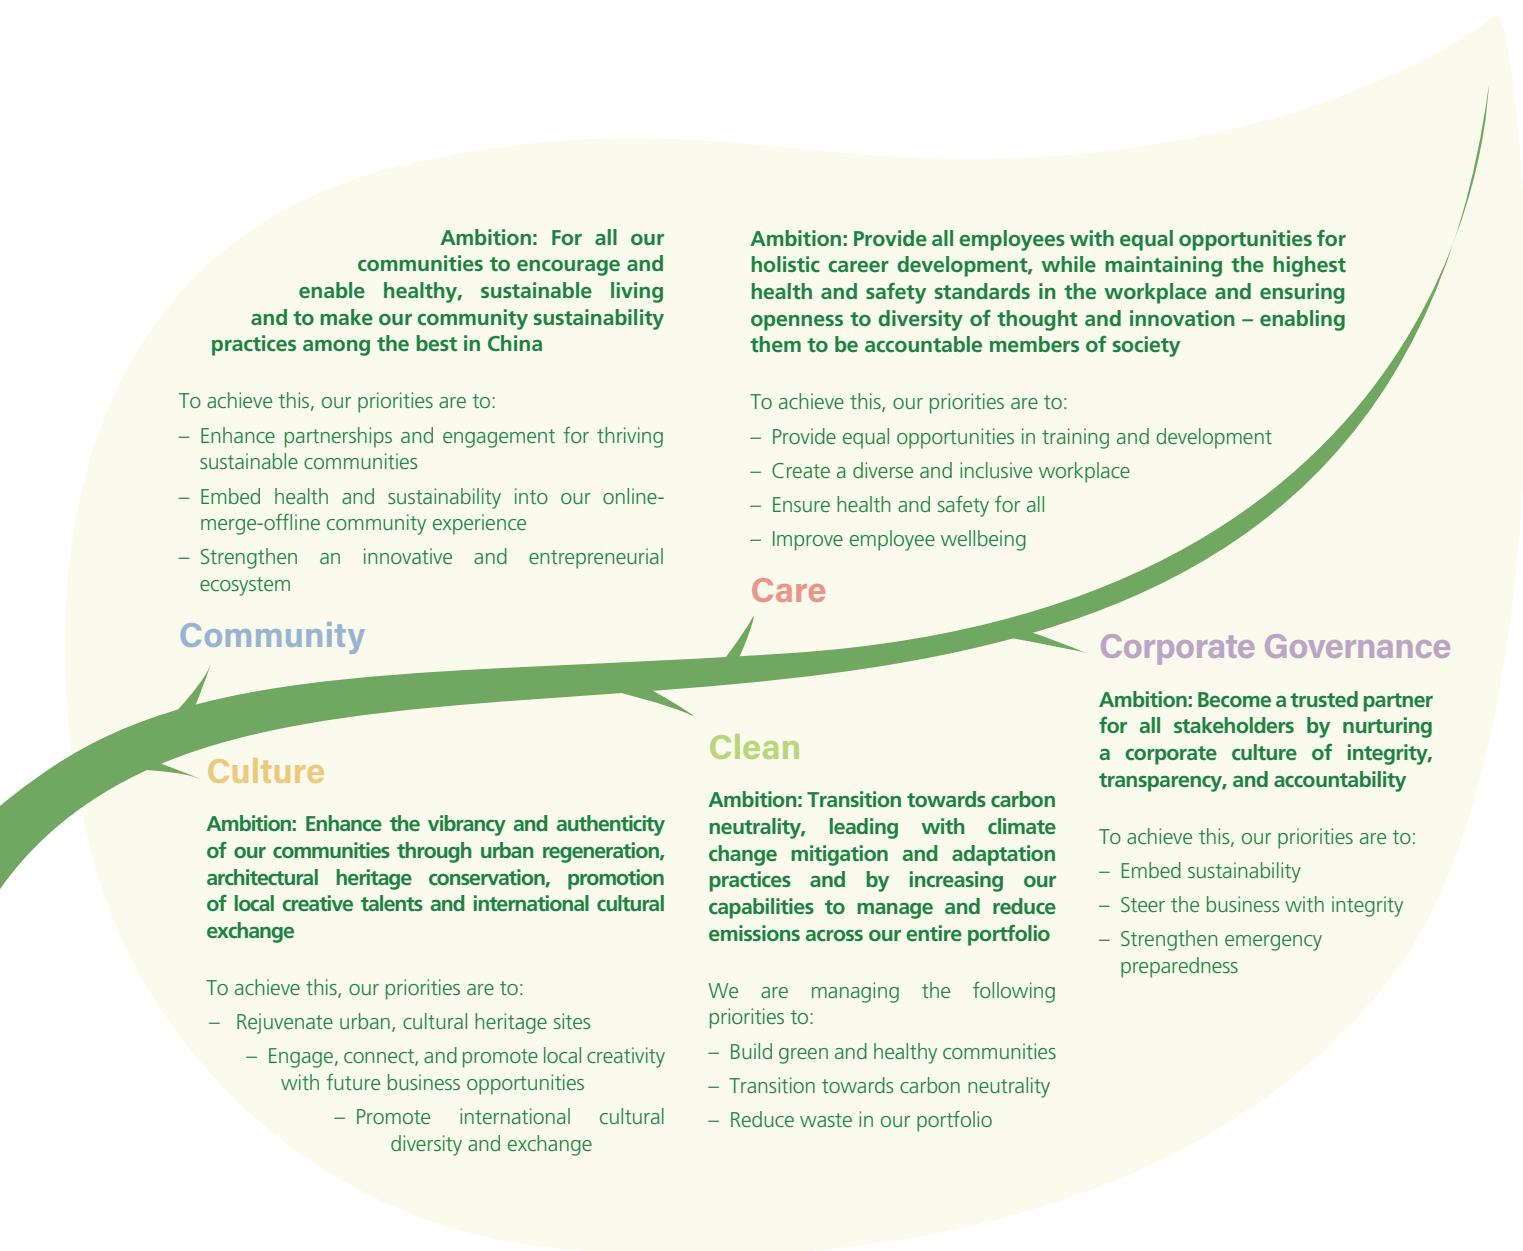 Ambition: For all our
communities to encourage and
enable healthy, sustainable living
and to make our community sustainability
practices among the best in China
To achieve this, our priorities are to:
– Enhance partnerships and engagement for thriving
sustainable communities
– Embed health and sustainability into our online-
merge-offline community experience
– Strengthen an innovative and entrepreneurial
ecosystem
Community
Ambition: Provide all employees with equal opportunities for
holistic career development, while maintaining the highest
health and safety standards in the workplace and ensuring
openness to diversity of thought and innovation – enabling
them to be accountable members of society
To achieve this, our priorities are to:
– Provide equal opportunities in training and development
– Create a diverse and inclusive workplace
– Ensure health and safety for all
– Improve employee wellbeing
Care
Culture
Ambition: Enhance the vibrancy and authenticity
of our communities through urban regeneration,
architectural heritage conservation, promotion
of local creative talents and international cultural
exchange
To achieve this, our priorities are to:
– Rejuvenate urban, cultural heritage sites
– Engage, connect, and promote local creativity
with future business opportunities
– Promote international cultural
diversity and exchange
Clean
Ambition: Transition towards carbon
neutrality, leading with climate
change mitigation and adaptation
practices and by increasing our
capabilities to manage and reduce
emissions across our entire portfolio
We are managing the following
priorities to:
– Build green and healthy communities
– Transition towards carbon neutrality
– Reduce waste in our portfolio
Corporate Governance
Ambition: Become a trusted partner
for all stakeholders by nurturing
a corporate culture of integrity,
transparency, and accountability
To achieve this, our priorities are to:
– Embed sustainability
– Steer the business with integrity
– Strengthen emergency
preparedness